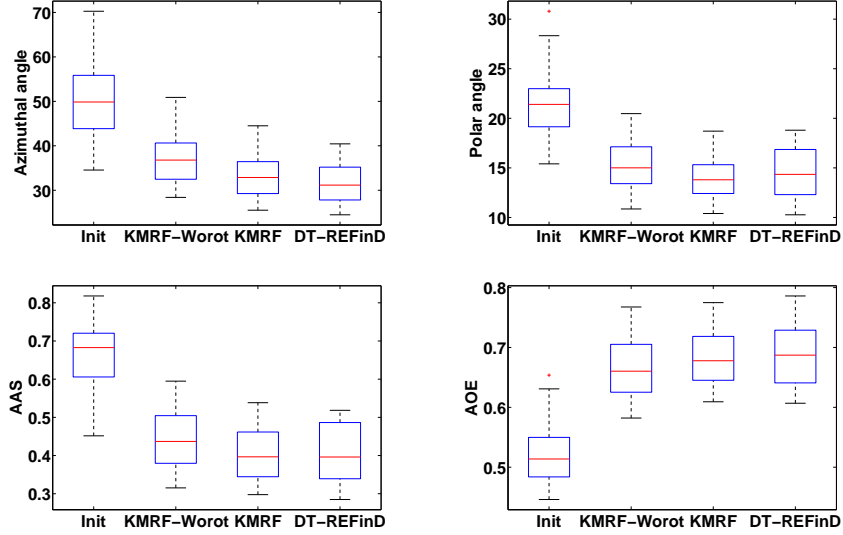 Azimuthal angle
70
60
50
40
30
Init KMRF−Worot KMRF DT−REFinD
Polar angle
30
25
20
15
10
Init KMRF−Worot KMRF DT−REFinD
AAS
0.8
0.7
0.6
0.5
0.4
0.3
Init KMRF−Worot KMRF DT−REFinD
AOE
0.8
0.7
0.6
0.5
Init KMRF−Worot KMRF DT−REFinD